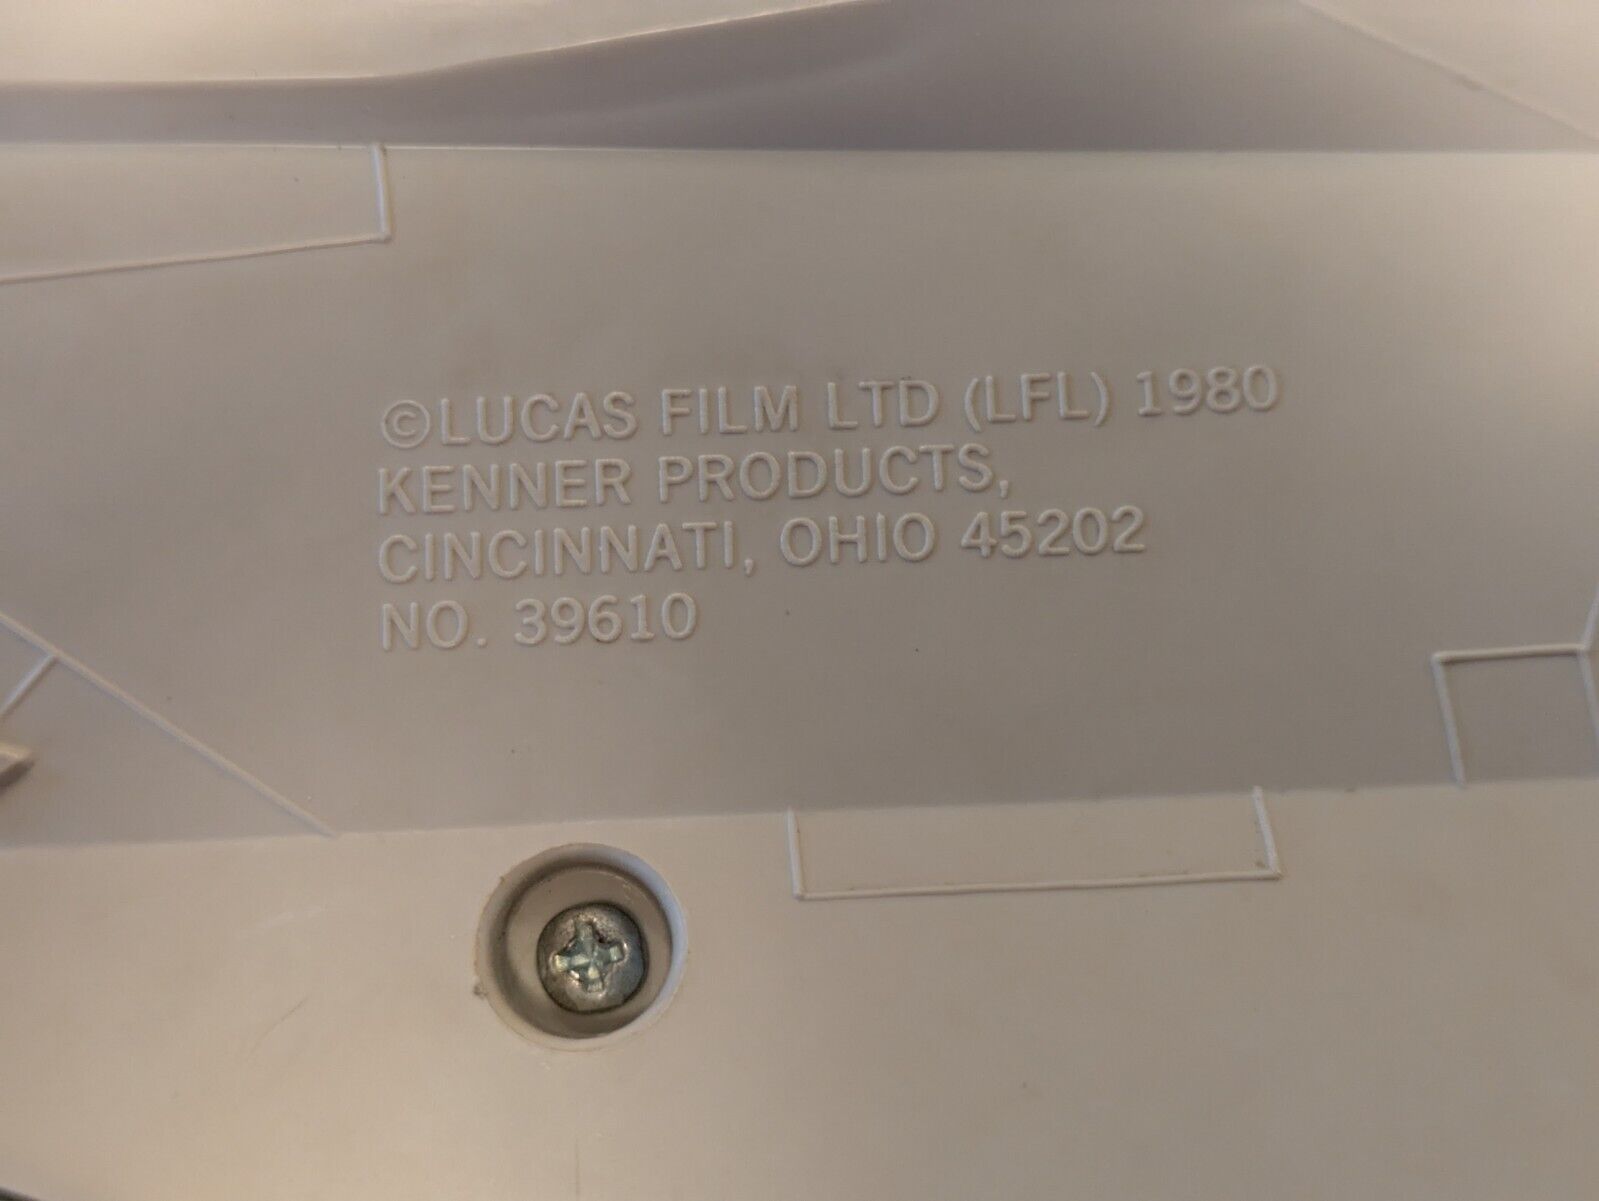 ©LUCAS FILM LTD (LFL) 1980
KENNER PRODUCTS,
CINCINNATI, OHIO 45202
NO. 39610